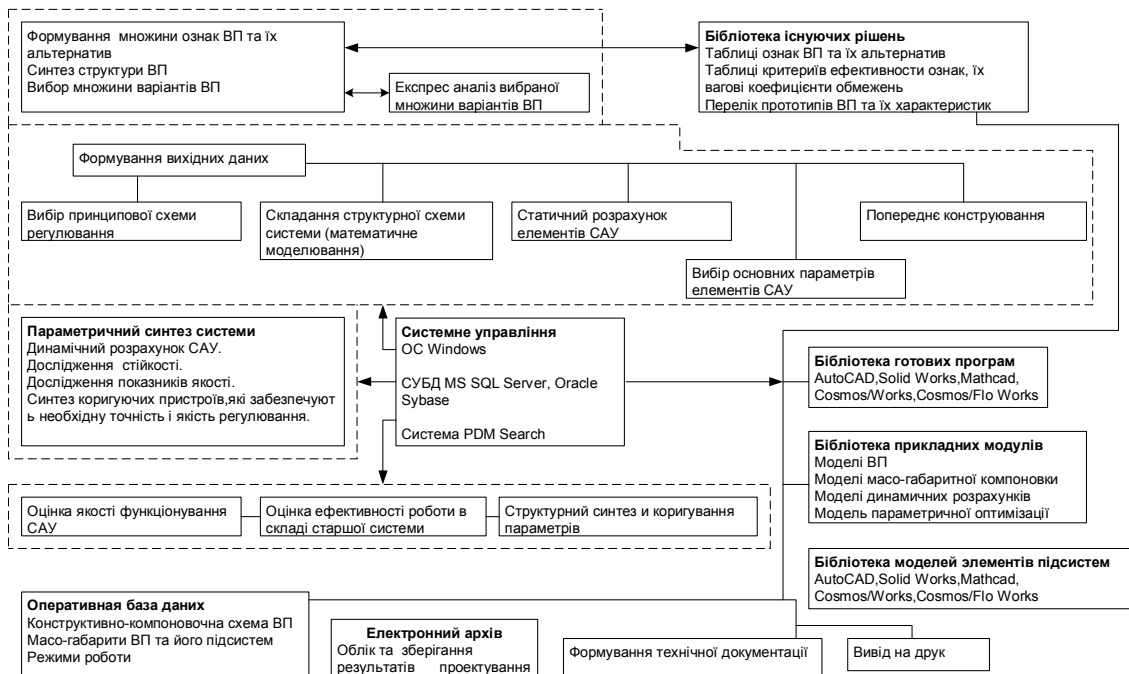 Формування множини ознак ВП та їх
альтернатив
Синтез структури ВП
Вибор множини варіантів ВП
Експрес аналіз вибраної
множини варіантів ВП
Бібліотека існуючих рішень
Таблиці ознак ВП та їх альтернатив
Таблиці критериїв ефективности ознак, їх
вагові коефициєнти обмежень
Перелік прототипів ВП та їх характеристик
Формування вихідних даних
Вибір принципової схеми
регулювання
Складання структурної схеми
системи (математичне
моделювання)
Статичний розрахунок
елементів САУ
Вибір основних параметрів
елементів САУ
Попереднє конструювання
Параметричний синтез системи
Динамічний розрахунок САУ.
Дослідження стійкості.
Дослідження показників якості.
Синтез коригуючих пристроїв,які забезпечуют
ь необхідну точність і якість регулювання.
Системне управління
ОС Windows
СУБД MS SQL Server, Oracle
Sybase
Система PDM Search
Бібліотека готових програм
AutoCAD,Solid Works,Mathcad,
Cosmos/Works,Cosmos/Flo Works
Бібліотека прикладних модулів
Моделі ВП
Моделі масо-габаритної компоновки
Моделі динамічних розрахунків
Модель параметричної оптимізації
Оцінка якості функціонування
САУ
Оцінка ефективності роботи в
складі старшої системи
Структурний синтез и коригування
параметрів
Бібліотека моделей элементів підсистем
AutoCAD,Solid Works,Mathcad,
Cosmos/Works,Cosmos/Flo Works
Оперативная база даних
Конструктивно-компоновочна схема ВП
Масо-габарити ВП та його підсистем
Режими роботи
Електронний архів
Облік та зберігання
результатів проектування
Формування технічної документації
Вивід на друк